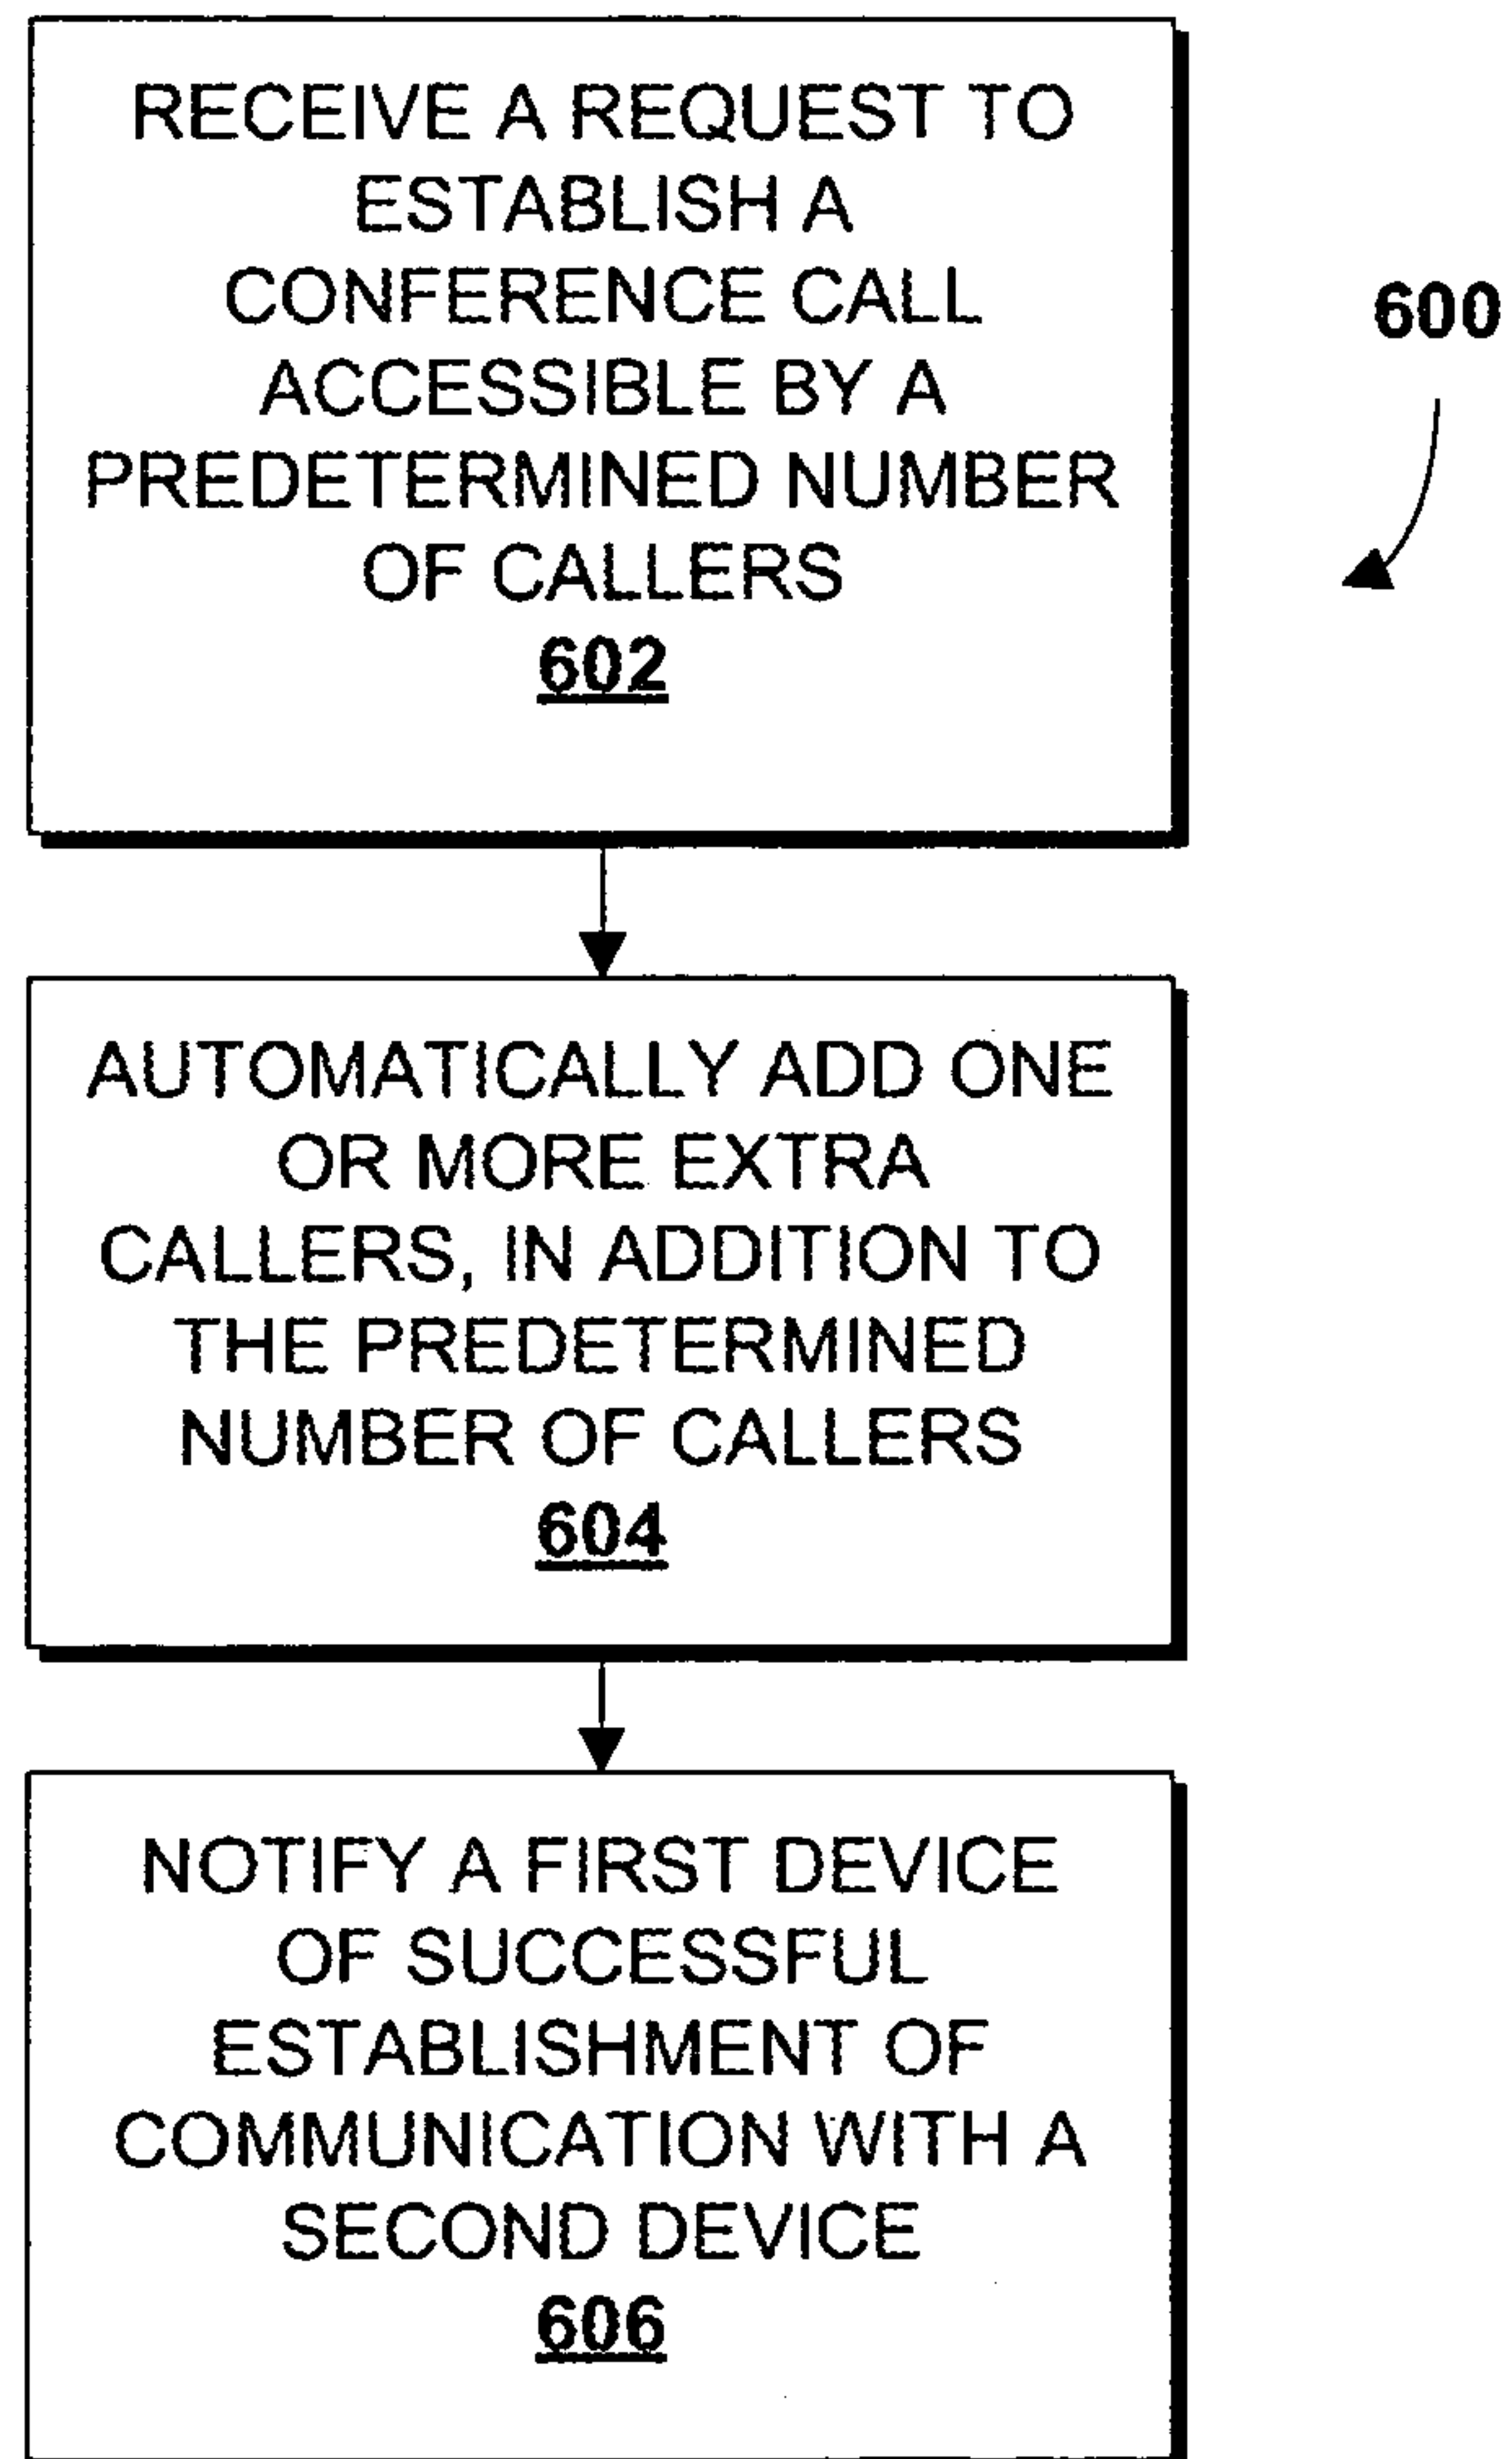 RECEIVE A REQUEST TO
ESTABLISH A
CONFERENCE CALL
ACCESSIBLE BY A
PREDETERMINED NUMBER
OF CALLERS
602
600
AUTOMATICALLY ADD ONE
OR MORE EXTRA
CALLERS, IN ADDITION TO
THE PREDETERMINED
NUMBER OF CALLERS
604
NOTIFY A FIRST DEVICE
OF SUCCESSFUL
ESTABLISHMENT OF
COMMUNICATION WITH A
SECOND DEVICE
606